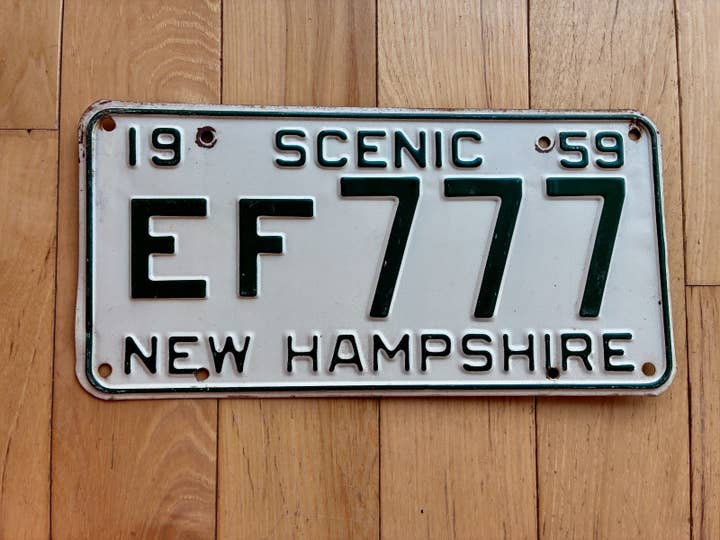 19 SCENIC 59
EF 777
NEW HAMPSHIRE